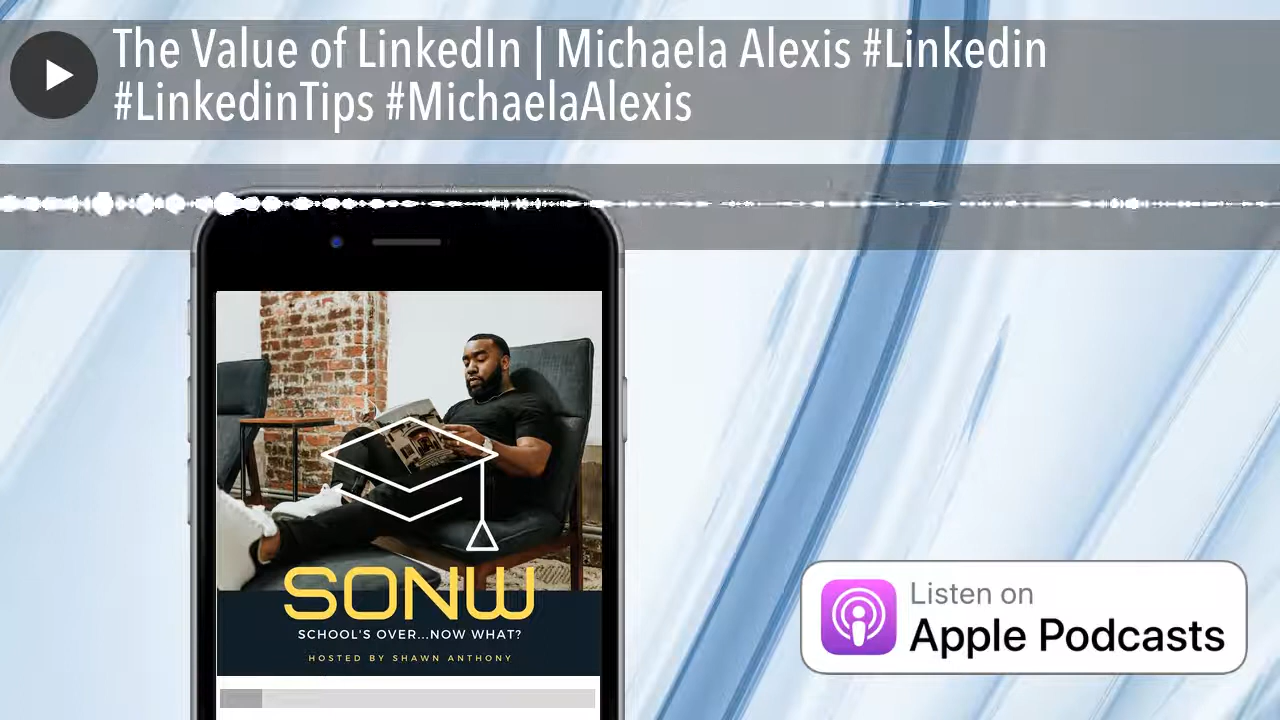 The Value of LinkedIn | Michaela Alexis #Linkedin
#LinkedinTips #MichaelaAlexis
SONW
SCHOOL'S OVER...NOW WHAT?
HOSTED BY SHAWN ANTHONY
Listen on
Apple Podcasts